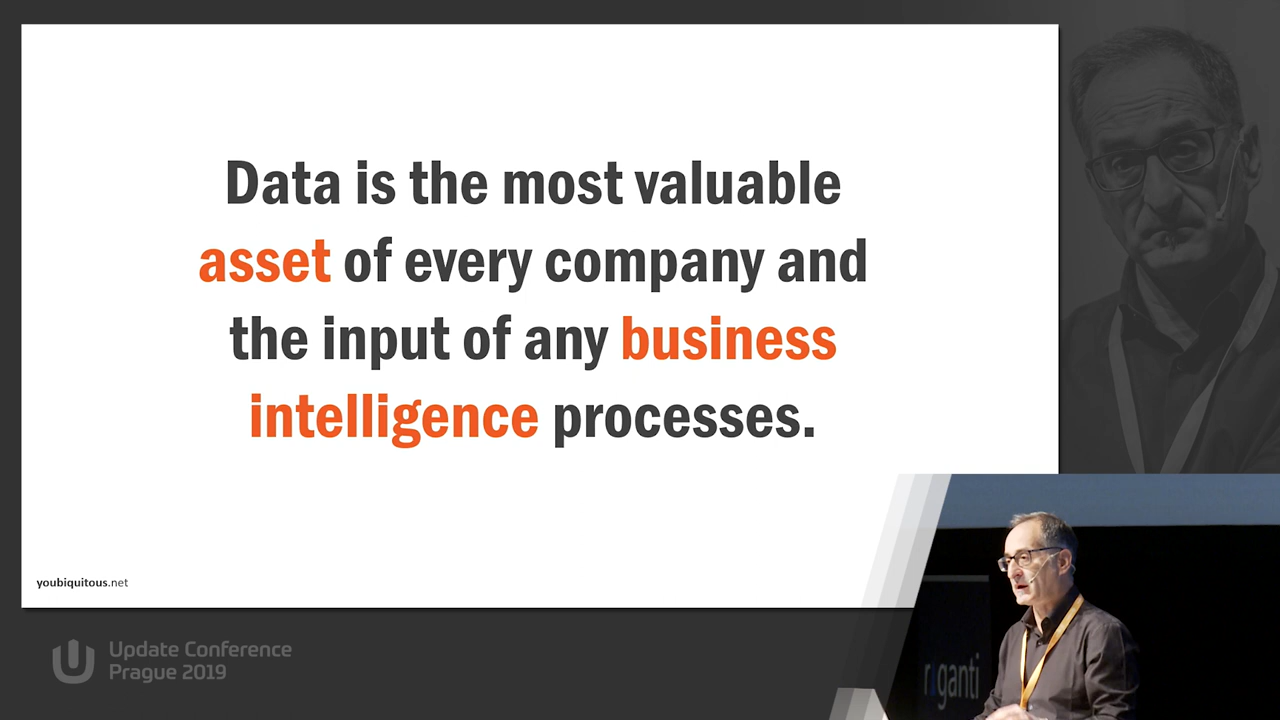 Data is the most valuable
asset of every company and
the input of any business
intelligence processes.
youbiquitous.net
Update Conference
Prague 2019
riganti